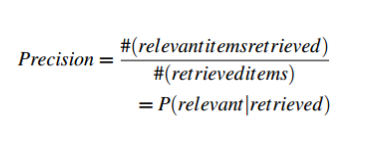 Precision = #(relevantitemsretrieved) / #(retrieveditems)
= P(relevant|retrieved)